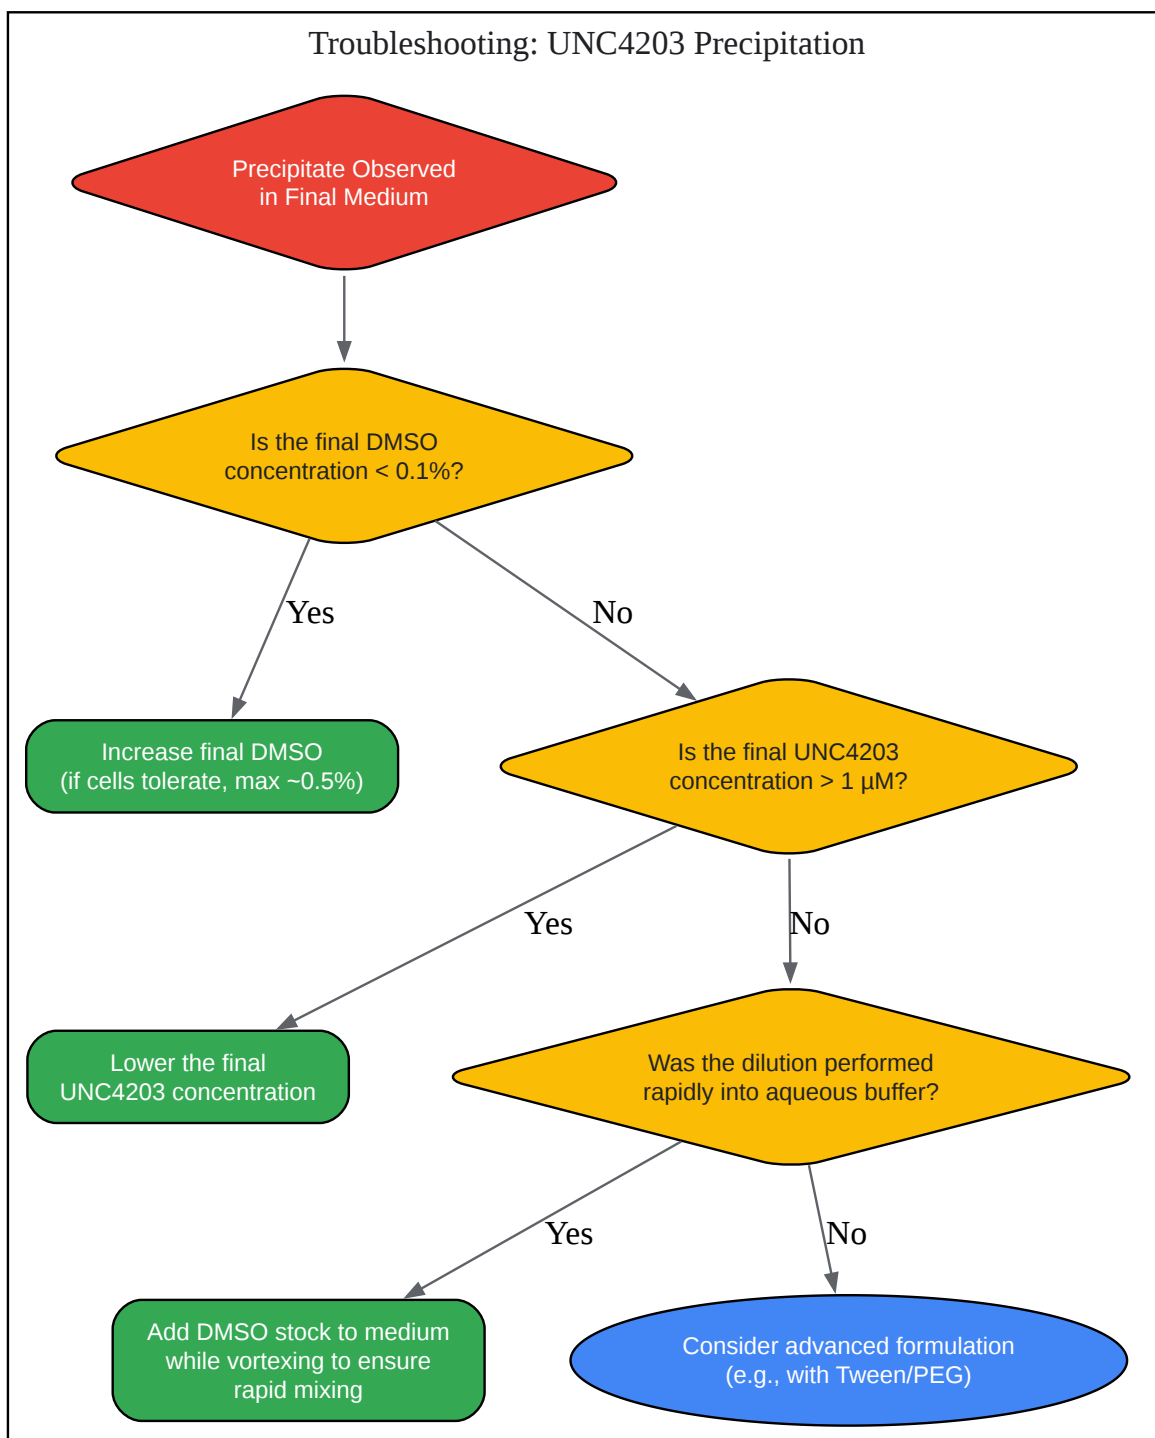 Troubleshooting: UNC4203 Precipitation
Precipitate Observed
in Final Medium
Is the final DMSO
concentration < 0.1%?
Yes
No
Increase final DMSO
(if cells tolerate, max ~0.5%)
Is the final UNC4203
concentration > 1 µM?
Yes
No
Lower the final
UNC4203 concentration
Was the dilution performed
rapidly into aqueous buffer?
Yes
No
Add DMSO stock to medium
while vortexing to ensure
rapid mixing
Consider advanced formulation
(e.g., with Tween/PEG)